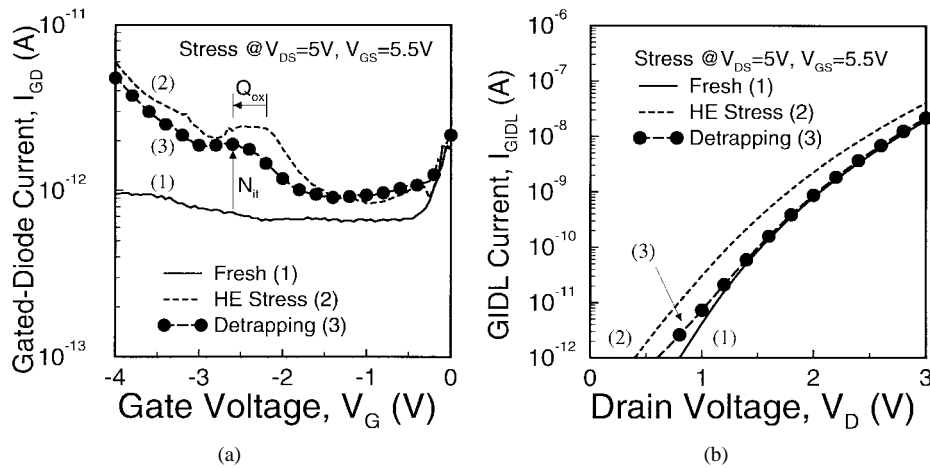 10^-11
10^-12
10^-13
Gated-Diode Current, I_GD (A)
Stress @V_DS=5V, V_GS=5.5V
(2)
Q_ox
(3)
(1)
N_it
Fresh (1)
HE Stress (2)
Detrapping (3)
-4 -3 -2 -1 0
Gate Voltage, V_G (V)
(a)
10^-6
10^-7
10^-8
10^-9
10^-10
10^-11
10^-12
GIDL Current, I_GIDL (A)
Stress @V_DS=5V, V_GS=5.5V
Fresh (1)
HE Stress (2)
Detrapping (3)
(3)
(2)
(1)
0 1 2 3
Drain Voltage, V_D (V)
(b)